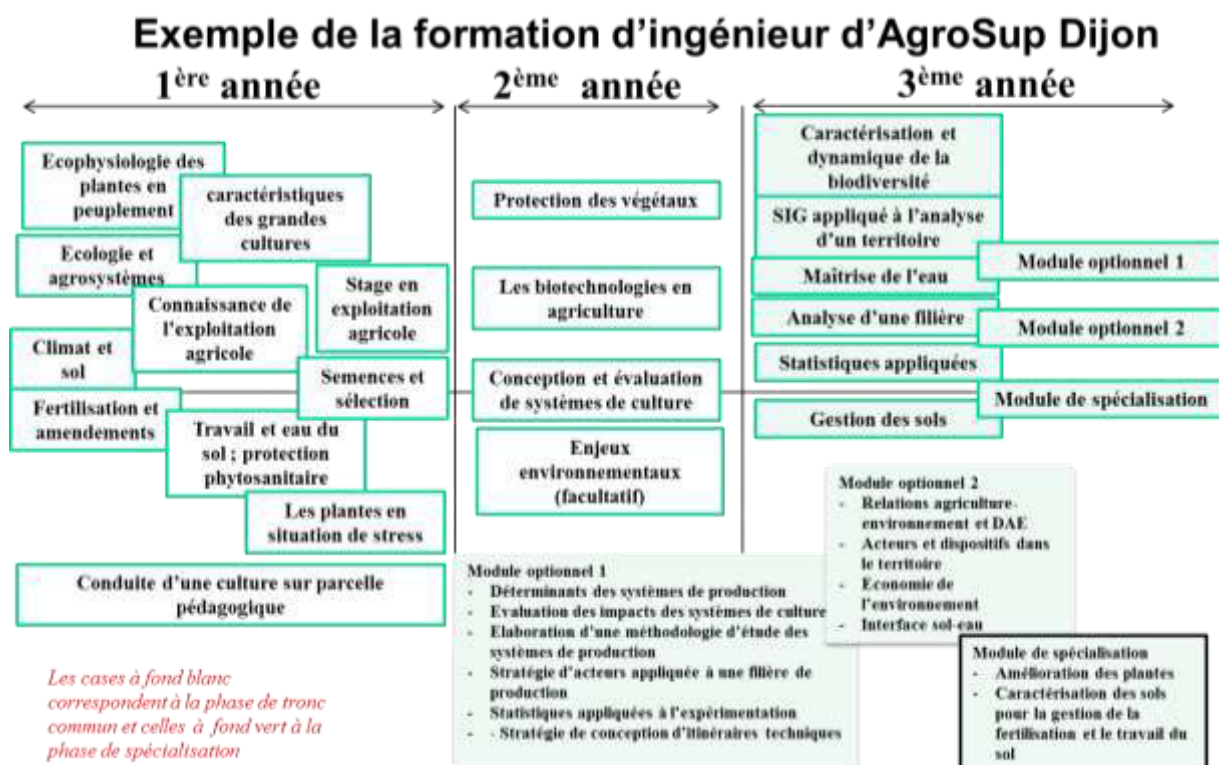 Exemple de la formation d'ingénieur d'AgroSup Dijon
1ère année
2ème année
3ème année
Ecophysiologie des
plantes en
peuplement
caractéristiques
des grandes
cultures
Ecologie et
agrosystèmes
Stage en
exploitation
agricole
Connaissance de
l'exploitation
agricole
Climat et
sol
Semences et
sélection
Fertilisation et
amendements
Travail et eau du
sol ; protection
phytosanitaire
Les plantes en
situation de stress
Conduite d'une culture sur parcelle
pédagogique
Protection des végétaux
Les biotechnologies en
agriculture
Conception et évaluation
de systèmes de culture
Enjeux
environnementaux
(facultatif)
Caractérisation et
dynamique de la
biodiversité
SIG appliqué à l'analyse
d'un territoire
Maîtrise de l'eau
Analyse d'une filière
Statistiques appliquées
Gestion des sols
Module optionnel 1
Module optionnel 2
Module de spécialisation
Module optionnel 1
- Déterminants des systèmes de production
- Evaluation des impacts des systèmes de culture
- Elaboration d'une méthodologie d'étude des
systèmes de production
- Stratégie d'acteurs appliquée à une filière de
production
- Statistiques appliquées à l'expérimentation
- - Stratégie de conception d'itinéraires techniques
Module optionnel 2
- Relations agriculture-
environnement et DAE
- Acteurs et dispositifs dans
le territoire
- Economie de
l'environnement
- Interface sol-eau
Module de spécialisation
- Amélioration des plantes
- Caractérisation des sols
pour la gestion de la
fertilisation et le travail du
sol
Les cases à fond blanc
correspondent à la phase de tronc
commun et celles à fond vert à la
phase de spécialisation